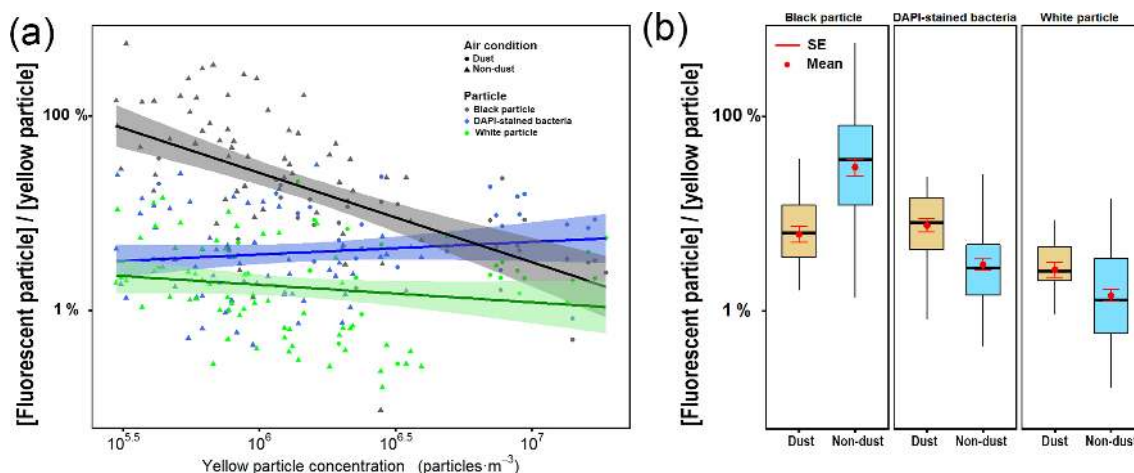 (a)
[Fluorescent particle] / [yellow particle]
100 %
1 %
Air condition
Dust
Non-dust
Particle
Black particle
DAPI-stained bacteria
White particle
10^5.5
10^6
10^6.5
10^7
Yellow particle concentration (particles·m⁻³)
(b)
[Fluorescent particle] / [yellow particle]
100 %
1 %
Black particle
DAPI-stained bacteria
White particle
SE
Mean
Dust
Non-dust
Dust
Non-dust
Dust
Non-dust